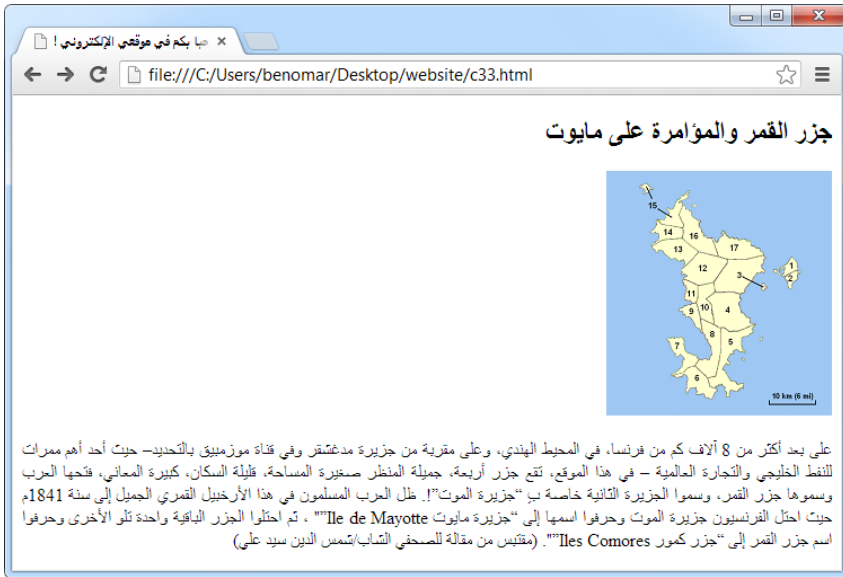 حبا بكم في موقعي الإلكتروني !
file:///C:/Users/benomar/Desktop/website/c33.html
جزر القمر والمؤامرة على مايوت
15
14
16
13
17
12
1
3
2
11
9
10
4
8
7
5
6
10 km (6 mi)
على بعد أكثر من 8 آلاف كم من فرنسا، في المحيط الهندي، وعلى مقربة من جزيرة مدغشقر وفي قناة موزمبيق بالتحديد– حيث أحد أهم ممرات
للنفط الخليجي والتجارة العالمية – في هذا الموقع، تقع جزر أربعة، جميلة المنظر صغيرة المساحة، قليلة السكان، كبيرة المعاني، فتحها العرب
وسموها جزر القمر، وسموا الجزيرة الثانية خاصة بـ “جزيرة الموت”!. ظل العرب المسلمون في هذا الأرخبيل القمري الجميل إلى سنة 1841م
حيث احتل الفرنسيون جزيرة الموت وحرفوا اسمها إلى “جزيرة مايوت Ile de Mayotte”" ، ثم احتلوا الجزر الباقية واحدة تلو الأخرى وحرفوا
اسم جزر القمر إلى “جزر كمور Iles Comores”". (مقتبس من مقالة للصحفي الشاب/شمس الدين سيد علي)